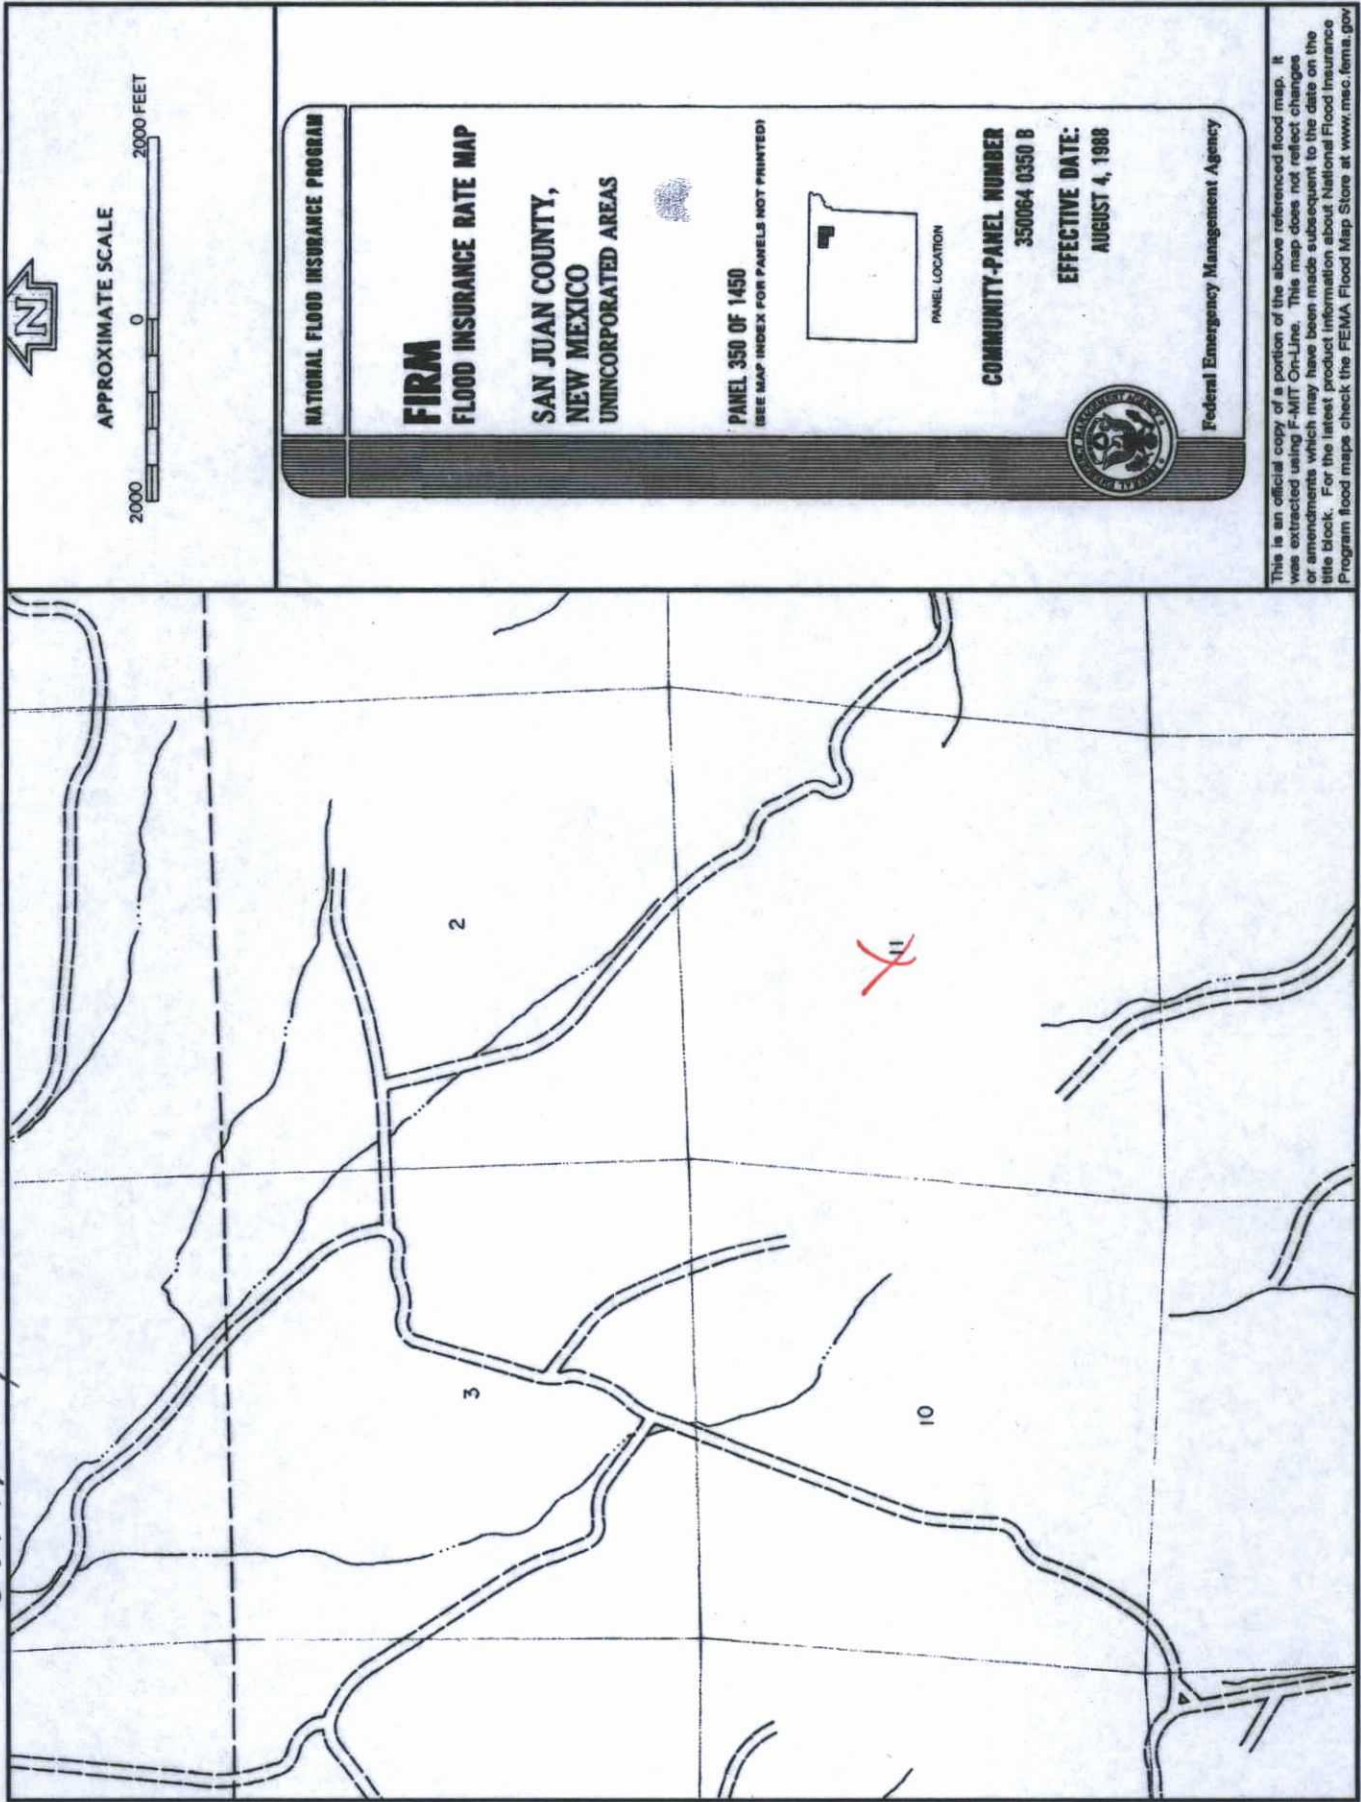 APPROXIMATE SCALE
2000 0 2000 FEET
NATIONAL FLOOD INSURANCE PROGRAM
FIRM
FLOOD INSURANCE RATE MAP
SAN JUAN COUNTY,
NEW MEXICO
UNINCORPORATED AREAS
PANEL 350 OF 1450
(SEE MAP INDEX FOR PANELS NOT PRINTED)
PANEL LOCATION
COMMUNITY-PANEL NUMBER
350064 0350 B
EFFECTIVE DATE:
AUGUST 4, 1988
Federal Emergency Management Agency
This is an official copy of a portion of the above referenced flood map. It
was extracted using F-MIT On-Line. This map does not reflect changes
or amendments which may have been made subsequent to the date on the
title block. For the latest product information about National Flood Insurance
Program flood maps check the FEMA Flood Map Store at www.msc.fema.gov
N
2
3
11
10